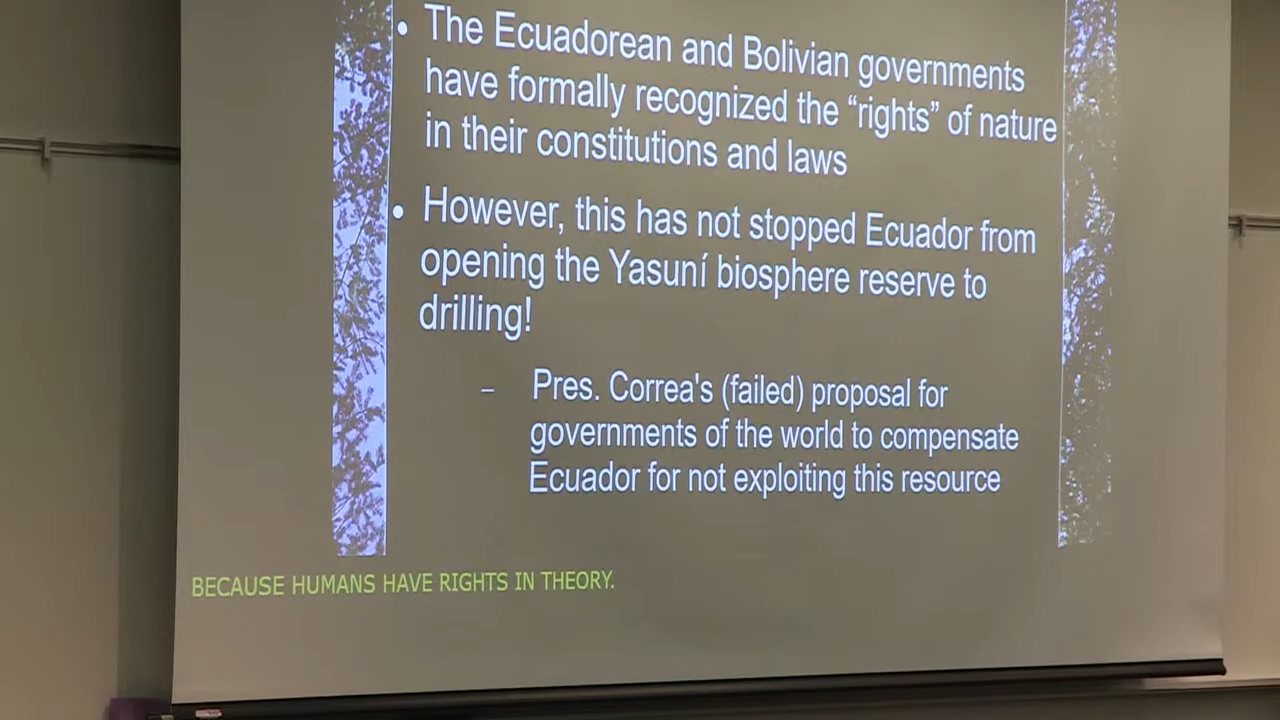 • The Ecuadorean and Bolivian governments
have formally recognized the “rights” of nature
in their constitutions and laws
• However, this has not stopped Ecuador from
opening the Yasuní biosphere reserve to
drilling!
– Pres. Correa's (failed) proposal for
governments of the world to compensate
Ecuador for not exploiting this resource
BECAUSE HUMANS HAVE RIGHTS IN THEORY.